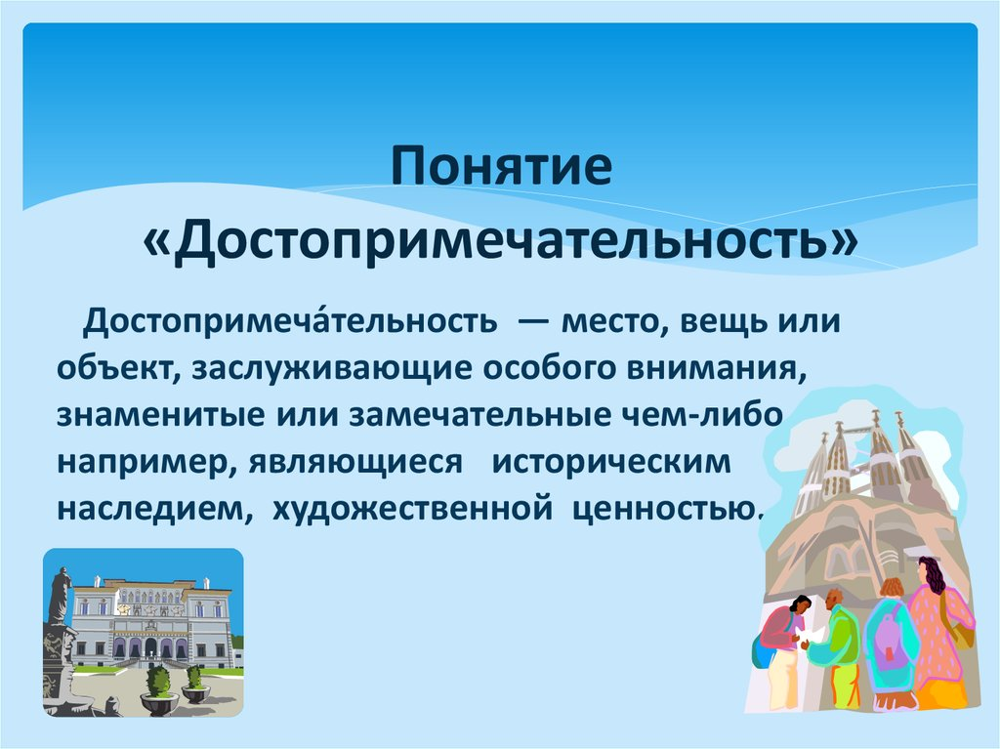 Понятие
«Достопримечательность»
Достопримеча́тельность — место, вещь или
объект, заслуживающие особого внимания,
знаменитые или замечательные чем-либо
например, являющиеся историческим
наследием, художественной ценностью.